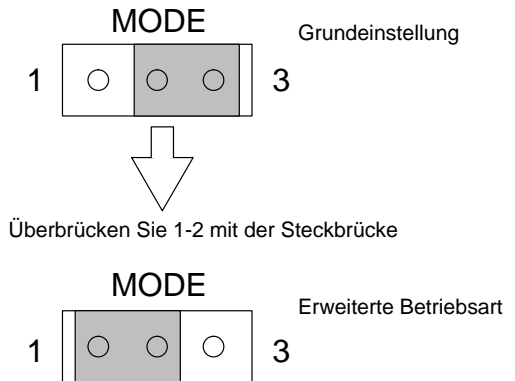 MODE
Grundeinstellung
1 3
Überbrücken Sie 1-2 mit der Steckbrücke
MODE
Erweiterte Betriebsart
1 3